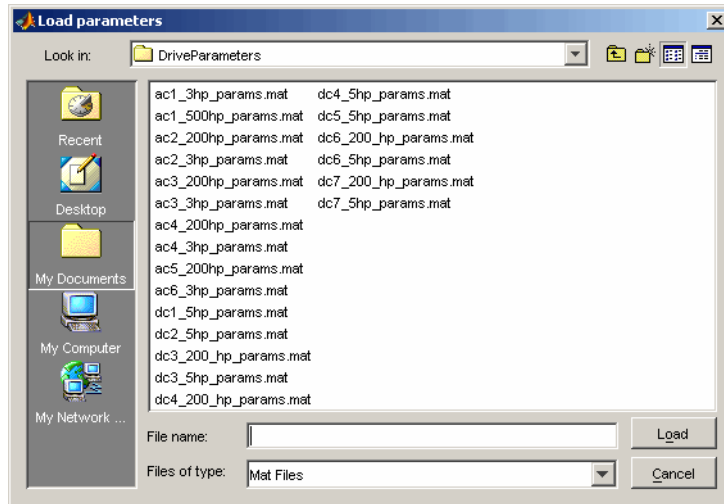 Load parameters
Look in:
DriveParameters
Recent
Desktop
My Documents
My Computer
My Network ...
ac1_3hp_params.mat
ac1_500hp_params.mat
ac2_200hp_params.mat
ac2_3hp_params.mat
ac3_200hp_params.mat
ac3_3hp_params.mat
ac4_200hp_params.mat
ac4_3hp_params.mat
ac5_200hp_params.mat
ac6_3hp_params.mat
dc1_5hp_params.mat
dc2_5hp_params.mat
dc3_200_hp_params.mat
dc3_5hp_params.mat
dc4_200_hp_params.mat
dc4_5hp_params.mat
dc5_5hp_params.mat
dc6_200_hp_params.mat
dc6_5hp_params.mat
dc7_200_hp_params.mat
dc7_5hp_params.mat
File name:
Load
Files of type:
Mat Files
Cancel